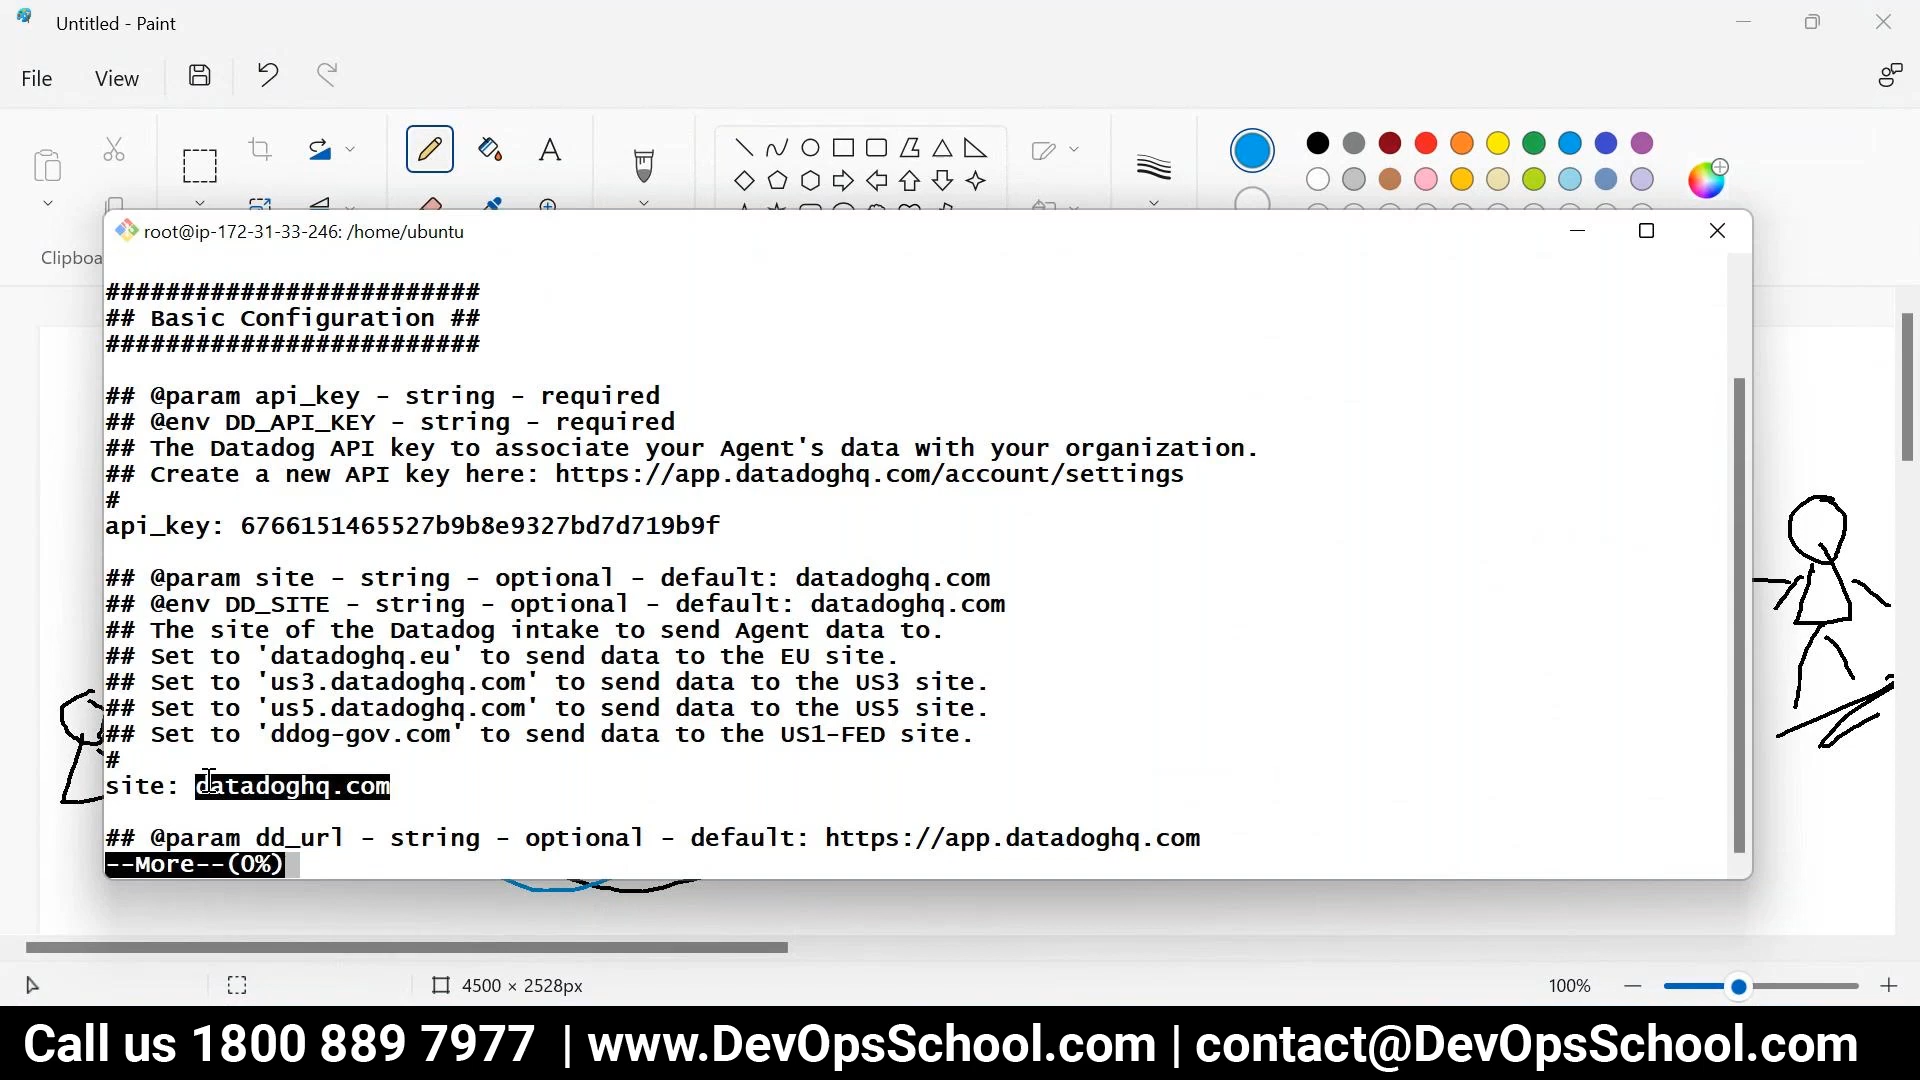 Untitled - Paint
File
View
Clipboa
root@ip-172-31-33-246: /home/ubuntu
#########################
## Basic Configuration ##
#########################
## @param api_key - string - required
## @env DD_API_KEY - string - required
## The Datadog API key to associate your Agent's data with your organization.
## Create a new API key here: https://app.datadoghq.com/account/settings
#
api_key: 6766151465527b9b8e9327bd7d719b9f
## @param site - string - optional - default: datadoghq.com
## @env DD_SITE - string - optional - default: datadoghq.com
## The site of the Datadog intake to send Agent data to.
## Set to 'datadoghq.eu' to send data to the EU site.
## Set to 'us3.datadoghq.com' to send data to the US3 site.
## Set to 'us5.datadoghq.com' to send data to the US5 site.
## Set to 'ddog-gov.com' to send data to the US1-FED site.
#
site: datadoghq.com
## @param dd_url - string - optional - default: https://app.datadoghq.com
--More--(0%)
4500 × 2528px
100%
Call us 1800 889 7977 | www.DevOpsSchool.com | contact@DevOpsSchool.com